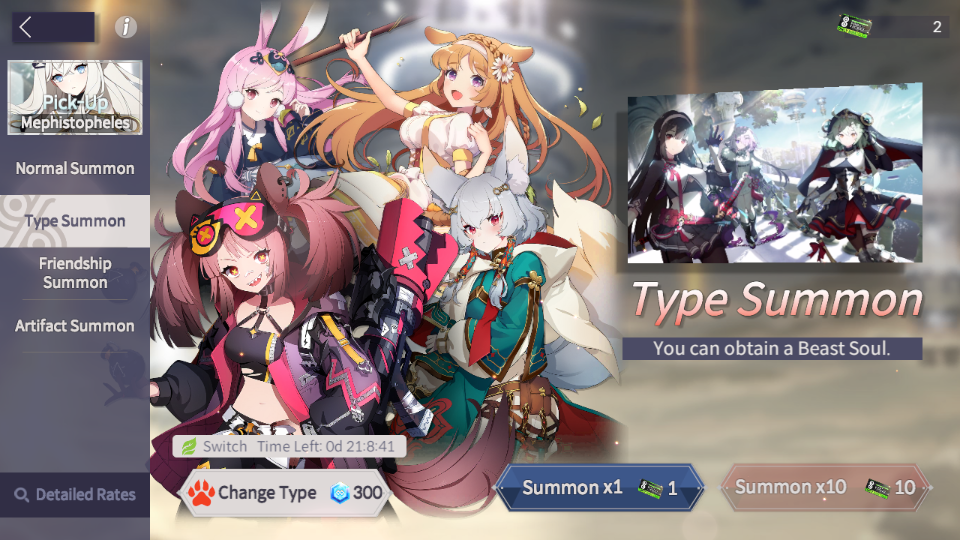 i
2
Pick-Up
Mephistopheles
Normal Summon
Type Summon
Friendship
Summon
Artifact Summon
Detailed Rates
Type Summon
You can obtain a Beast Soul.
Switch Time Left: 0d 21:8:41
Change Type 300
Summon x1 1
Summon x10 10